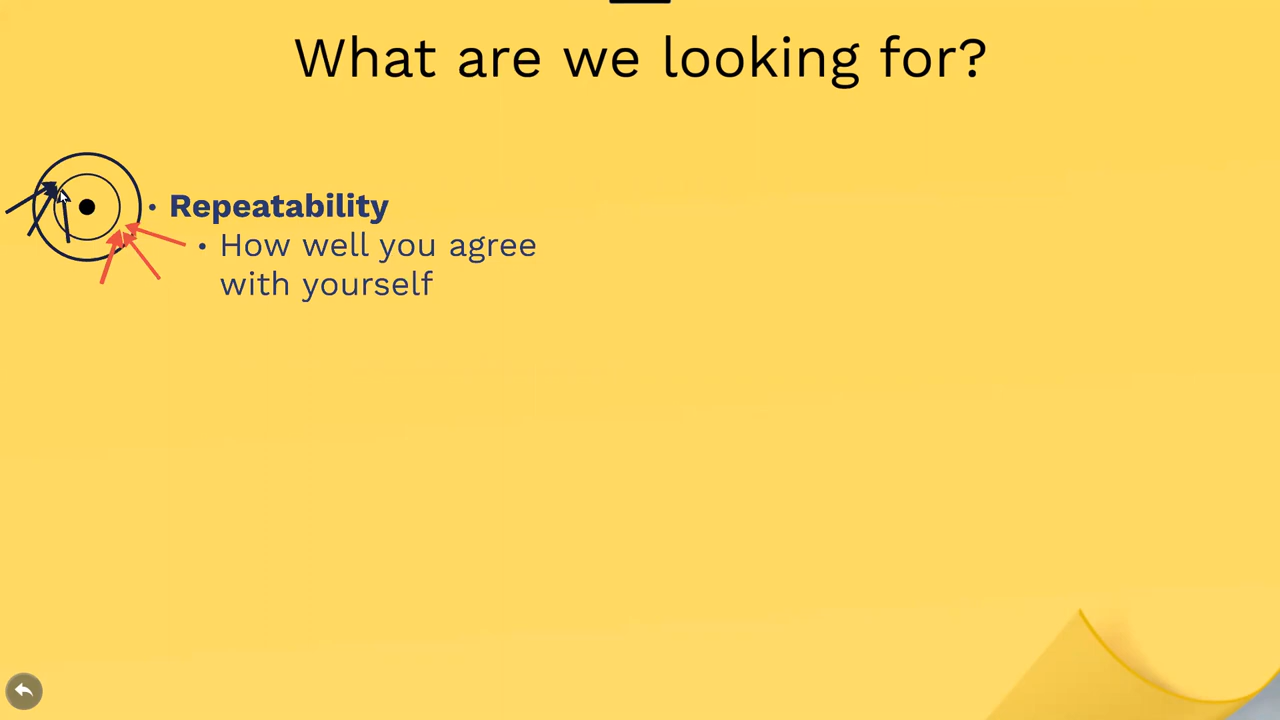 What are we looking for?
• Repeatability
• How well you agree
with yourself